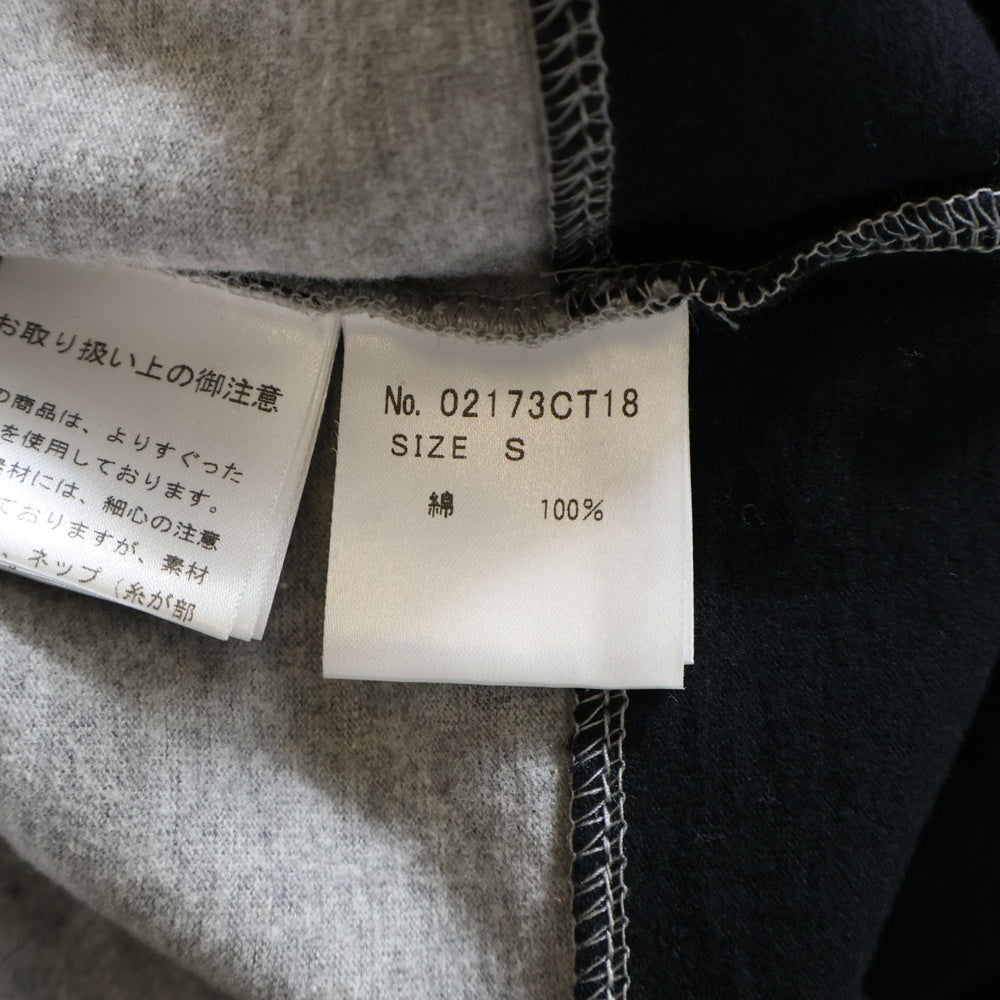 お取り扱い上の御注意
の商品は、よりすぐった
を使用しております。
素材には、細心の注意
ておりますが、素材
、ネップ（糸が部
No. 02173CT18
SIZE S
綿 100%